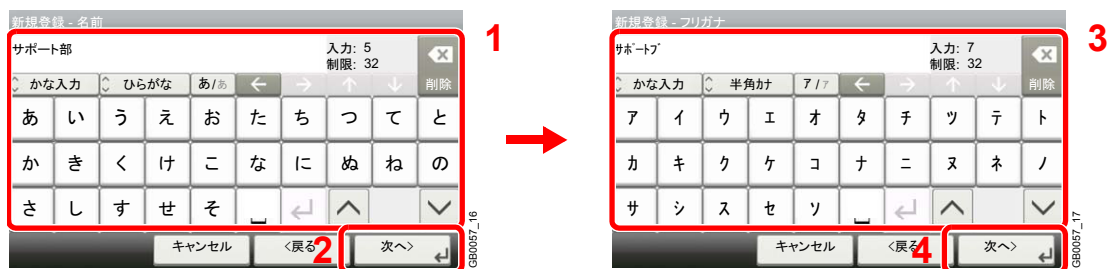 新規登録 - 名前
サポート部
入力: 5
制限: 32
かな入力 ひらがな あ/ぁ ← → ↑ ↓ 削除
あ い う え お た ち つ て と
か き く け こ な に ぬ ね の
さ し す せ そ
キャンセル <戻る 次へ>
1
2
GB0057_16
新規登録 - フリガナ
ｻﾎﾟｰﾄﾌﾞ
入力: 7
制限: 32
かな入力 半角ｶﾅ ｱ/ｧ ← → ↑ ↓ 削除
ｱ ｲ ｳ ｴ ｵ ﾀ ﾁ ﾂ ﾃ ﾄ
ｶ ｷ ｸ ｹ ｺ ﾅ ﾆ ﾇ ﾈ ﾉ
ｻ ｼ ｽ ｾ ｿ
キャンセル <戻る 次へ>
3
4
GB0057_17